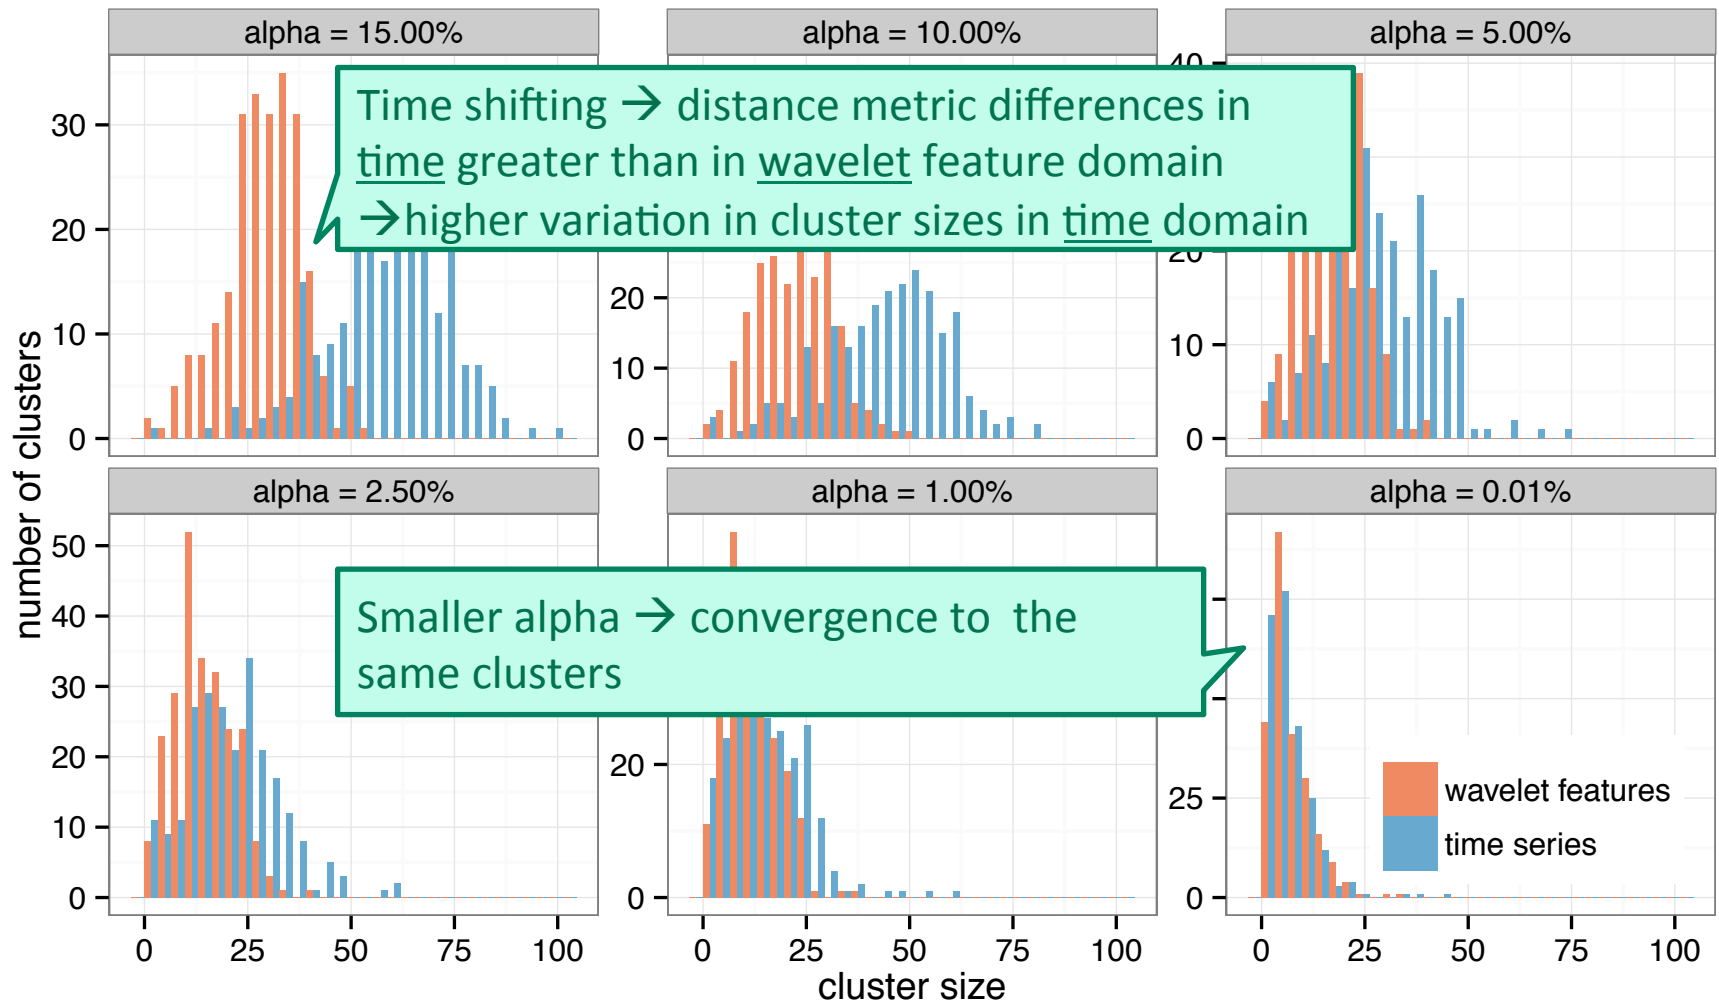 alpha = 15.00%
alpha = 10.00%
alpha = 5.00%
Time shifting → distance metric differences in
time greater than in wavelet feature domain
→higher variation in cluster sizes in time domain
30
20
10
0
20
10
0
40
20
10
0
number of clusters
alpha = 2.50%
alpha = 1.00%
alpha = 0.01%
Smaller alpha → convergence to the
same clusters
50
40
30
20
10
0
20
0
25
0
wavelet features
time series
0 25 50 75 100
0 25 50 75 100
0 25 50 75 100
cluster size